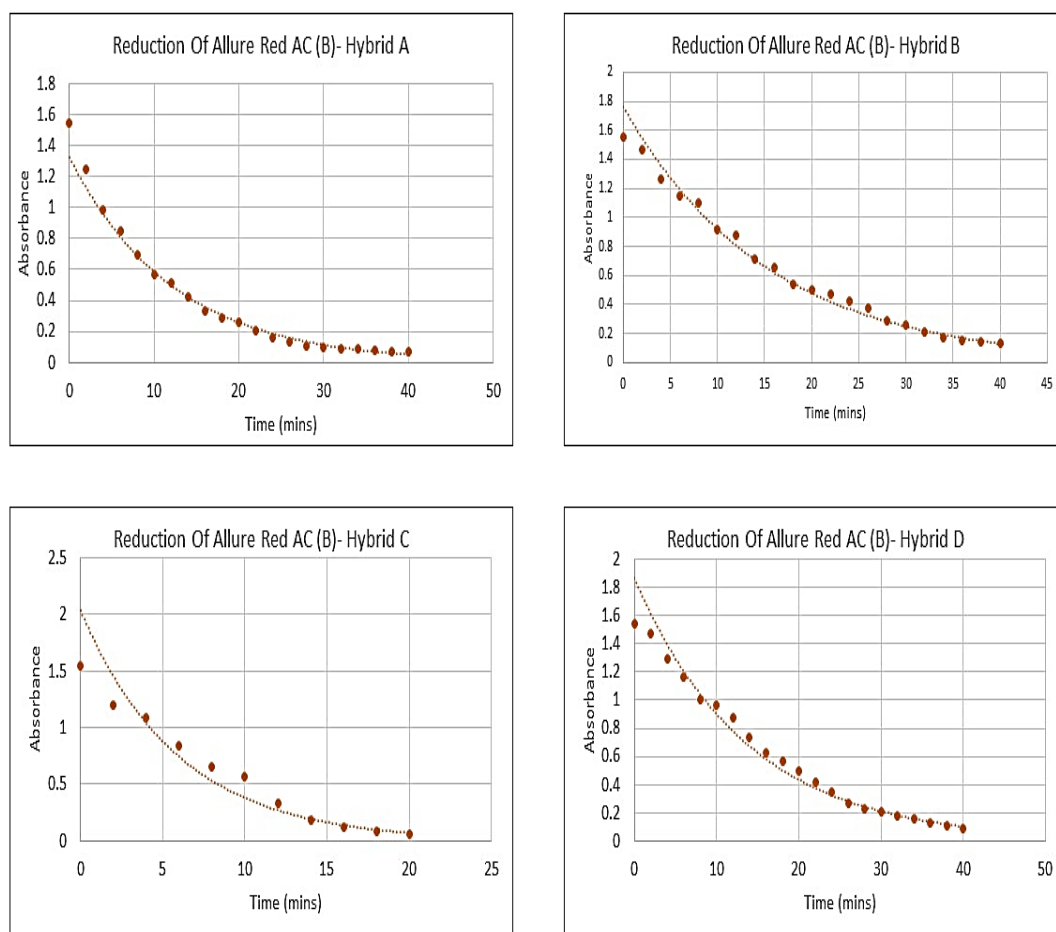 Reduction Of Allure Red AC (B)- Hybrid A
1.8
1.6
1.4
1.2
1
0.8
0.6
0.4
0.2
0
Absorbance
0 10 20 30 40 50
Time (mins)
Reduction Of Allure Red AC (B)- Hybrid B
2
1.8
1.6
1.4
1.2
1
0.8
0.6
0.4
0.2
0
Absorbance
0 5 10 15 20 25 30 35 40 45
Time (mins)
Reduction Of Allure Red AC (B)- Hybrid C
2.5
2
1.5
1
0.5
0
Absorbance
0 5 10 15 20 25
Time (mins)
Reduction Of Allure Red AC (B)- Hybrid D
2
1.8
1.6
1.4
1.2
1
0.8
0.6
0.4
0.2
0
Absorbance
0 10 20 30 40 50
Time (mins)